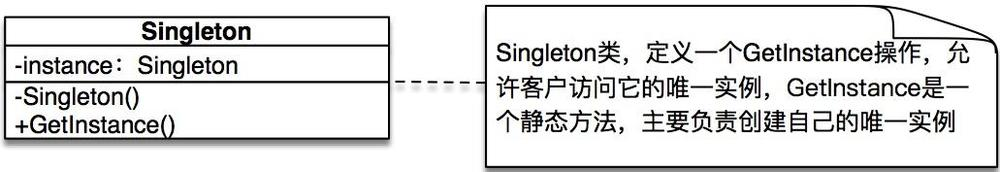 Singleton
-instance：Singleton
-Singleton()
+GetInstance()
Singleton类，定义一个GetInstance操作，允
许客户访问它的唯一实例，GetInstance是一
个静态方法，主要负责创建自己的唯一实例